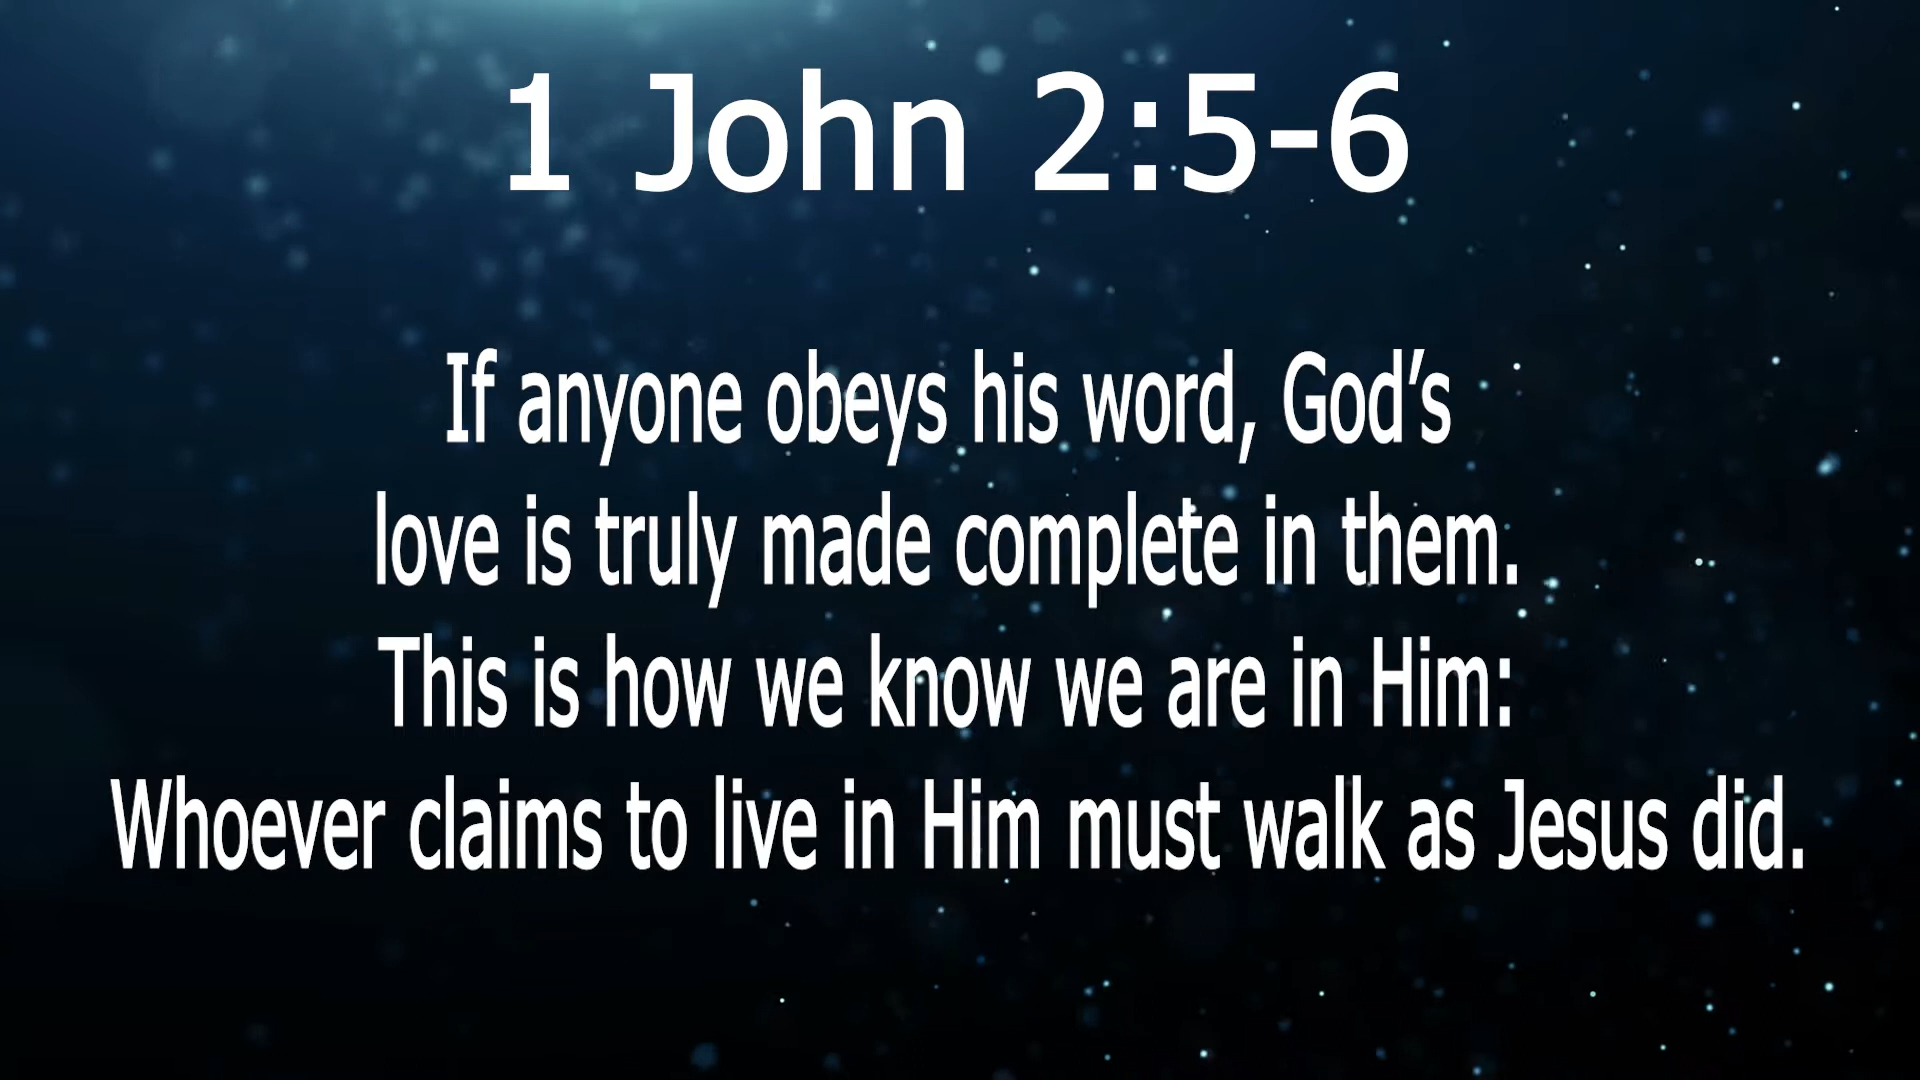 1 John 2:5-6
If anyone obeys his word, God’s
love is truly made complete in them.
This is how we know we are in Him:
Whoever claims to live in Him must walk as Jesus did.